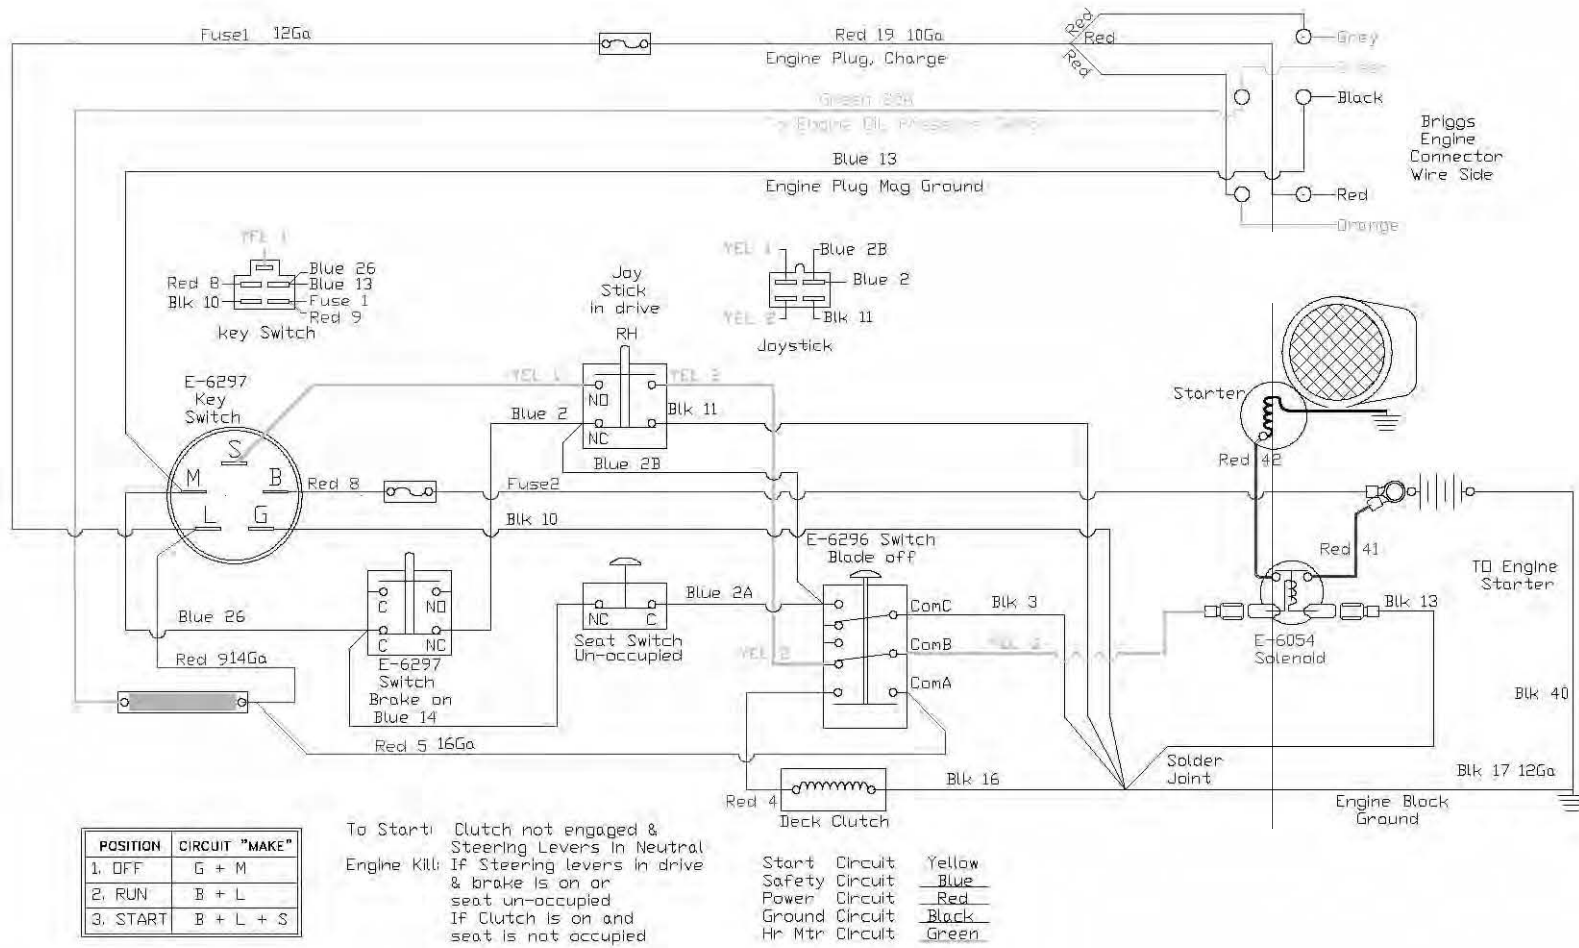 Fuse1 12Ga
Red 19 10Ga
Engine Plug, Charge
Red
Red
Red
Grey
Green
Black
Green 20A
To Engine Oil Pressure
Briggs
Engine
Connector
Wire Side
Blue 13
Engine Plug Mag Ground
Red
Orange
YEL 1
Red 8
Blue 26
Blue 13
Blk 10
Fuse 1
Red 9
key Switch
Joy
Stick
in drive
RH
YEL 1
Blue 2B
Blue 2
YEL 2
Blk 11
Joystick
E-6297
Key
Switch
YEL 1
YEL 2
NO
Blue 2
Blk 11
NC
Blue 2B
Starter
Red 42
S
M
B
L
G
Red 8
Fuse2
Blk 10
E-6296 Switch
Blade off
Red 41
TO Engine
Starter
C
NO
C
NC
Blue 26
Red 914Ga
E-6297
Switch
Brake on
Blue 14
NC
C
Seat Switch
Un-occupied
Blue 2A
YEL 2
ComC
ComB
ComA
Blk 3
Blk 13
E-6054
Solenoid
Blk 40
Red 5 16Ga
Solder
Joint
Blk 17 12Ga
Red 4
Blk 16
Deck Clutch
Engine Block
Ground
POSITION CIRCUIT "MAKE"
1. OFF G + M
2. RUN B + L
3. START B + L + S
To Start: Clutch not engaged &
Steering Levers in Neutral
Engine Kill: If Steering levers in drive
& brake is on or
seat un-occupied
If Clutch is on and
seat is not occupied
Start Circuit Yellow
Safety Circuit Blue
Power Circuit Red
Ground Circuit Black
Hr Mtr Circuit Green